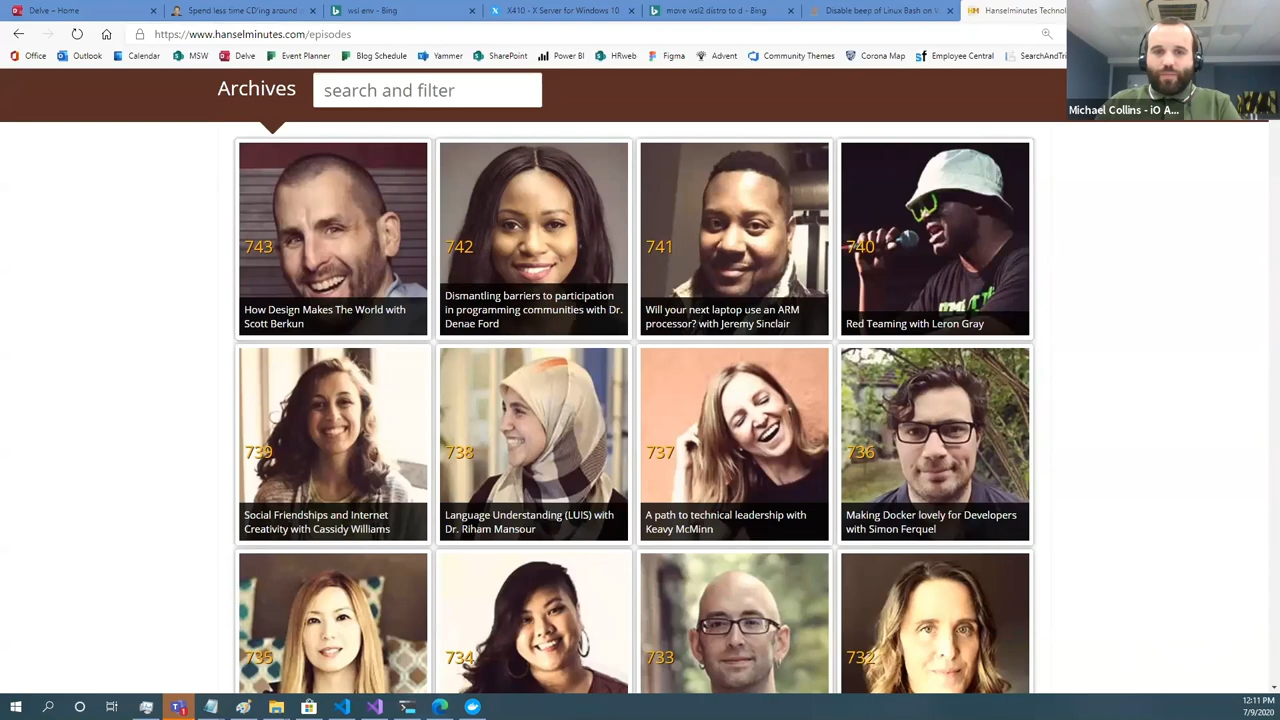 Delve – Home
Spend less time CD'ing around
wsl env - Bing
X410 - X Server for Windows 10
move wsl2 distro to d - Bing
Disable beep of Linux Bash on
Hanselminutes Technol
https://www.hanselminutes.com/episodes
Office
Outlook
Calendar
MSW
Delve
Event Planner
Blog Schedule
Yammer
SharePoint
Power BI
HRweb
Figma
Advent
Community Themes
Corona Map
Employee Central
SearchAndTri
Michael Collins - iO A...
Archives
search and filter
743
742
741
740
How Design Makes The World with
Scott Berkun
Dismantling barriers to participation
in programming communities with Dr.
Denae Ford
Will your next laptop use an ARM
processor? with Jeremy Sinclair
Red Teaming with Leron Gray
739
738
737
736
Social Friendships and Internet
Creativity with Cassidy Williams
Language Understanding (LUIS) with
Dr. Riham Mansour
A path to technical leadership with
Keavy McMinn
Making Docker lovely for Developers
with Simon Ferquel
735
734
733
732
12:11 PM
7/9/2020